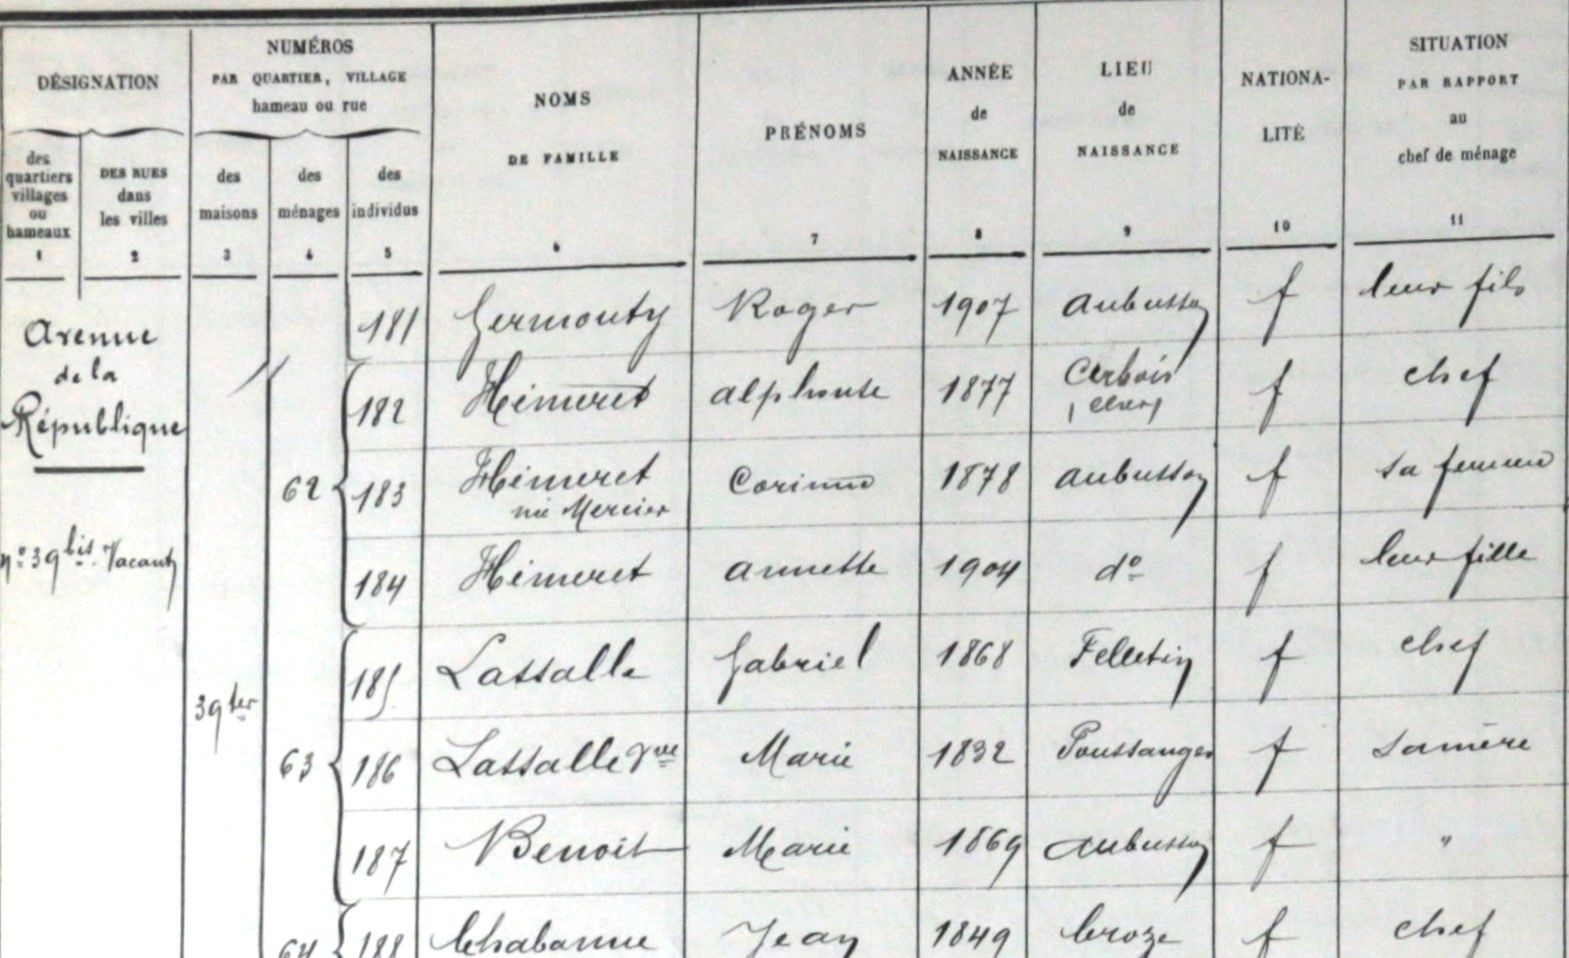 DÉSIGNATION
des quartiers villages ou hameaux
1
DES RUES dans les villes
2
NUMÉROS
PAR QUARTIER, VILLAGE
hameau ou rue
des maisons
3
des ménages
4
des individus
5
NOMS
DE FAMILLE
6
PRÉNOMS
7
ANNÉE
de
NAISSANCE
8
LIEU
de
NAISSANCE
9
NATIONA-
LITÉ
10
SITUATION
PAR RAPPORT
au
chef de ménage
11
Avenue
de la
République
n° 39 bis Vacant
181 Germouty Roger 1907 Aubusson f leur fils
182 Hémeret Alphonse 1877 Cerbois f chef
(Cher)
62 183 Hémeret Corinne 1878 Aubusson f sa femme
née Mercier
184 Hémeret Annette 1904 d° f leur fille
185 Lassalle Gabriel 1868 Felletin f chef
39 ter
63 186 Lassalle Vve Marie 1832 Poussanges f sa mère
187 Benoit Marie 1869 Aubusson f "
64 188 Chabanne Jean 1849 Croze f chef